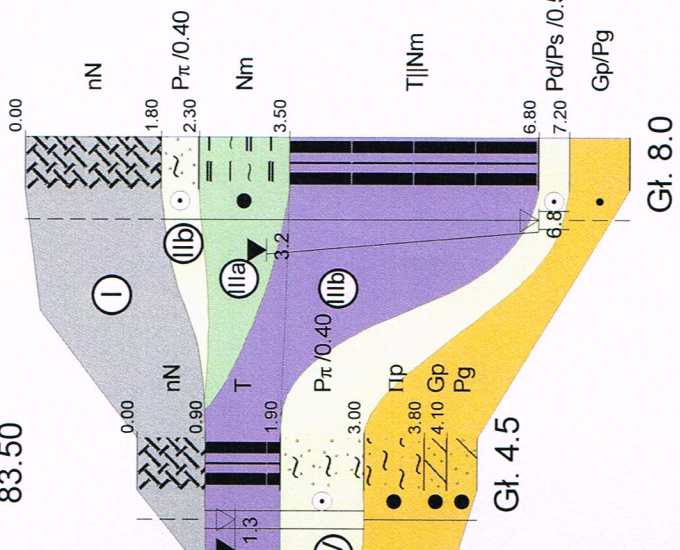 83.50
0.00
nN
1.80
Pπ /0.40
2.30
Nm
3.50
T||Nm
6.80
Pd/Ps /0.5
7.20
Gp/Pg
Gł. 8.0
I
IIb
IIIa
3.2
IIIb
6.8
0.00
nN
0.90
T
1.90
Pπ /0.40
3.00
Πp
3.80
Gp
4.10
Pg
Gł. 4.5
1.3